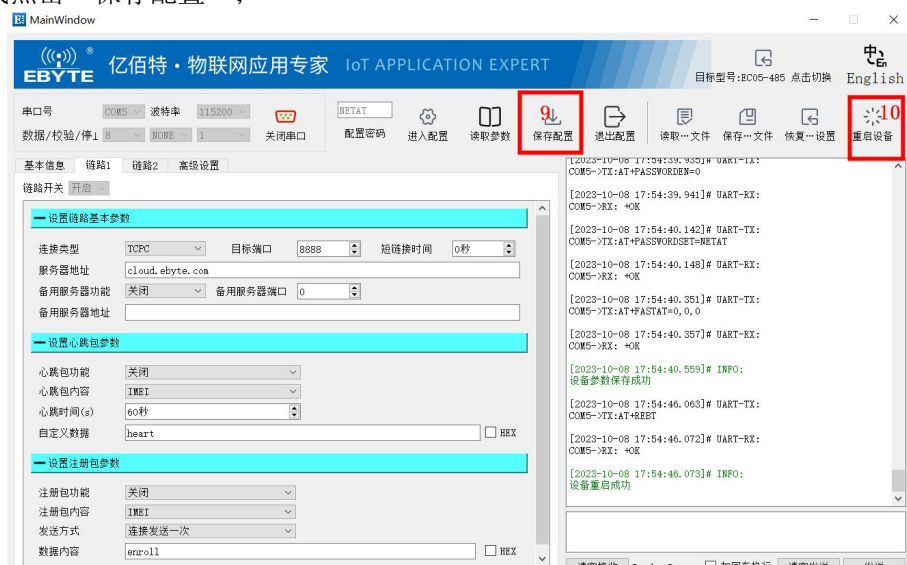 MainWindow
EBYTE ® 亿佰特·物联网应用专家 IoT APPLICATION EXPERT
目标型号:EC05-485 点击切换
中 En
English
串口号 COM5 波特率 115200
数据/校验/停止 8 NONE 1 关闭串口
NETAT
配置密码 进入配置 读取参数 保存配置 退出配置 读取…文件 保存…文件 恢复…设置 重启设备
9 10
基本信息 链路1 链路2 高级设置
链路开关 开启
设置链路基本参数
连接类型 TCPC 目标端口 8888 短链接时间 0秒
服务器地址 cloud.ebyte.com
备用服务器功能 关闭 备用服务器端口 0
备用服务器地址
设置心跳包参数
心跳包功能 关闭
心跳包内容 IMEI
心跳时间(s) 60秒
自定义数据 heart HEX
设置注册包参数
注册包功能 关闭
注册包内容 IMEI
发送方式 连接发送一次
数据内容 enroll HEX
[2023-10-08 17:54:39.935]# UART-TX:
COM5->TX:AT+PASSWORDEN=0
[2023-10-08 17:54:39.941]# UART-RX:
COM5->RX: +OK
[2023-10-08 17:54:40.142]# UART-TX:
COM5->TX:AT+PASSWORDSET=NETAT
[2023-10-08 17:54:40.148]# UART-RX:
COM5->RX: +OK
[2023-10-08 17:54:40.351]# UART-TX:
COM5->TX:AT+FASTAT=0,0,0
[2023-10-08 17:54:40.357]# UART-RX:
COM5->RX: +OK
[2023-10-08 17:54:40.559]# INFO:
设备参数保存成功
[2023-10-08 17:54:46.063]# UART-TX:
COM5->TX:AT+REBT
[2023-10-08 17:54:46.072]# UART-RX:
COM5->RX: +OK
[2023-10-08 17:54:46.073]# INFO:
设备重启成功